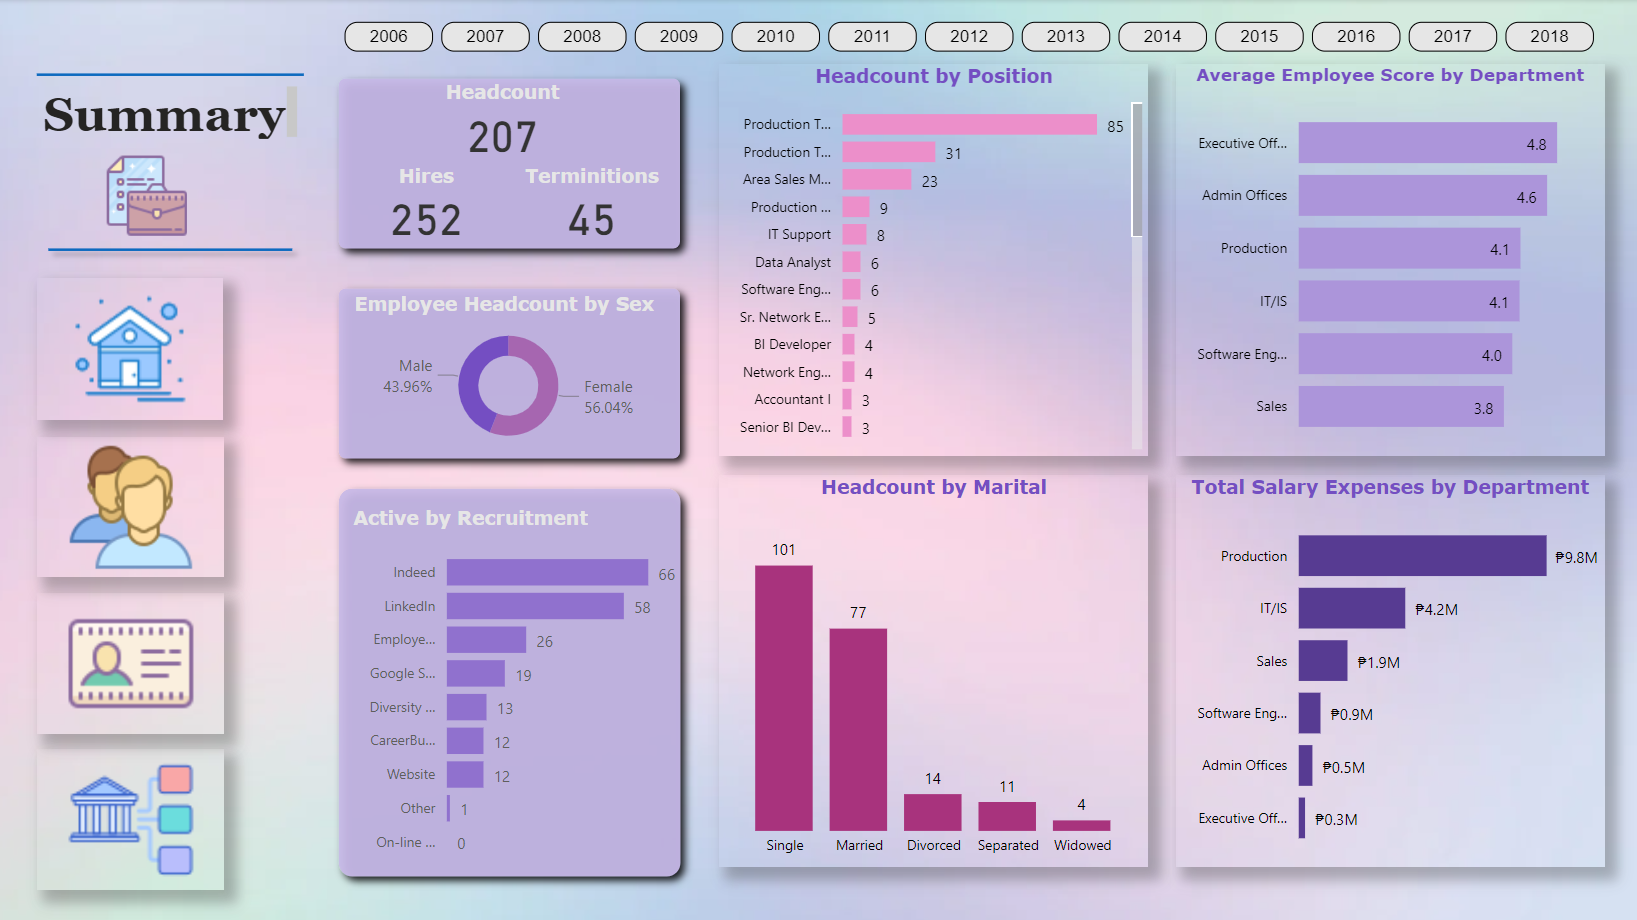 2006 2007 2008 2009 2010 2011 2012 2013 2014 2015 2016 2017 2018
Summary
Headcount
207
Hires Terminitions
252 45
Employee Headcount by Sex
Male
43.96%
Female
56.04%
Active by Recruitment
Indeed 66
LinkedIn 58
Employe... 26
Google S... 19
Diversity ... 13
CareerBu... 12
Website 12
Other 1
On-line ... 0
Headcount by Position
Production T... 85
Production T... 31
Area Sales M... 23
Production ... 9
IT Support 8
Data Analyst 6
Software Eng... 6
Sr. Network E... 5
BI Developer 4
Network Eng... 4
Accountant I 3
Senior BI Dev... 3
Headcount by Marital
101 77 14 11 4
Single Married Divorced Separated Widowed
Average Employee Score by Department
Executive Off... 4.8
Admin Offices 4.6
Production 4.1
IT/IS 4.1
Software Eng... 4.0
Sales 3.8
Total Salary Expenses by Department
Production ₱9.8M
IT/IS ₱4.2M
Sales ₱1.9M
Software Eng... ₱0.9M
Admin Offices ₱0.5M
Executive Off... ₱0.3M